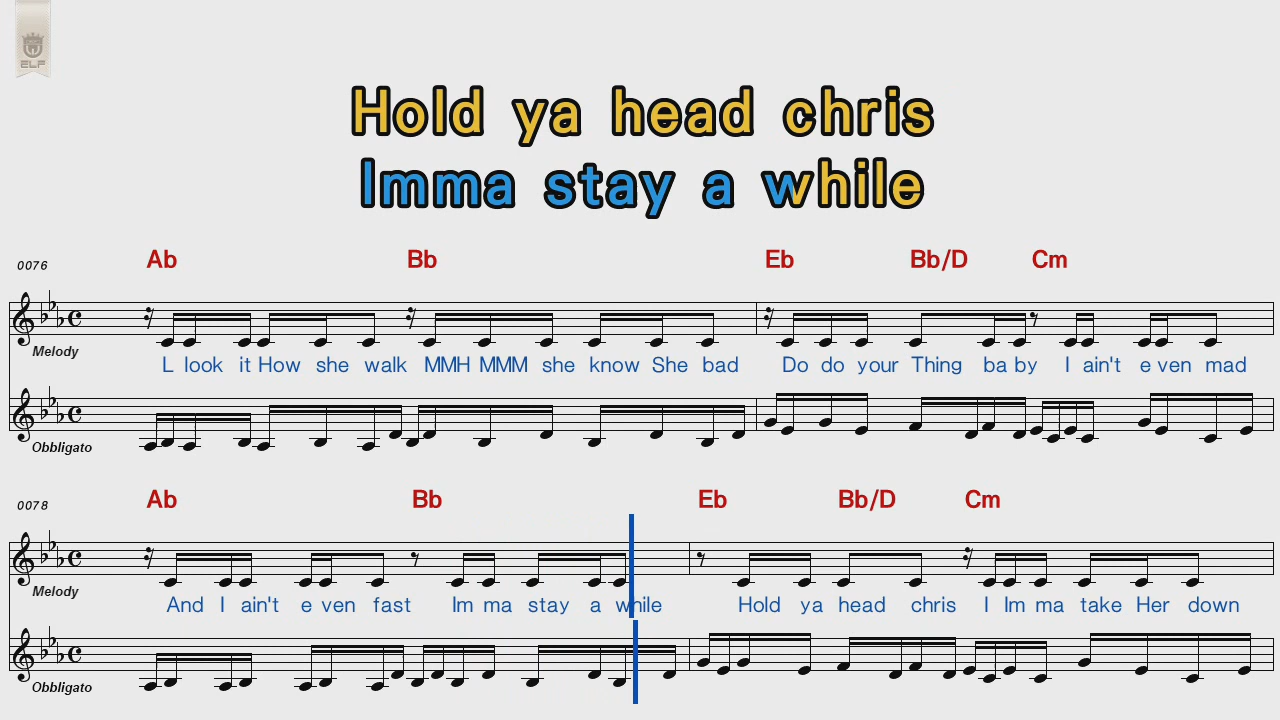 ELF
Hold ya head chris
Imma stay a while
0076
Ab Bb Eb Bb/D Cm
Melody
L look it How she walk MMH MMM she know She bad Do do your Thing ba by I ain't e ven mad
Obbligato
0078
Ab Bb Eb Bb/D Cm
Melody
And I ain't e ven fast Im ma stay a while Hold ya head chris I Im ma take Her down
Obbligato